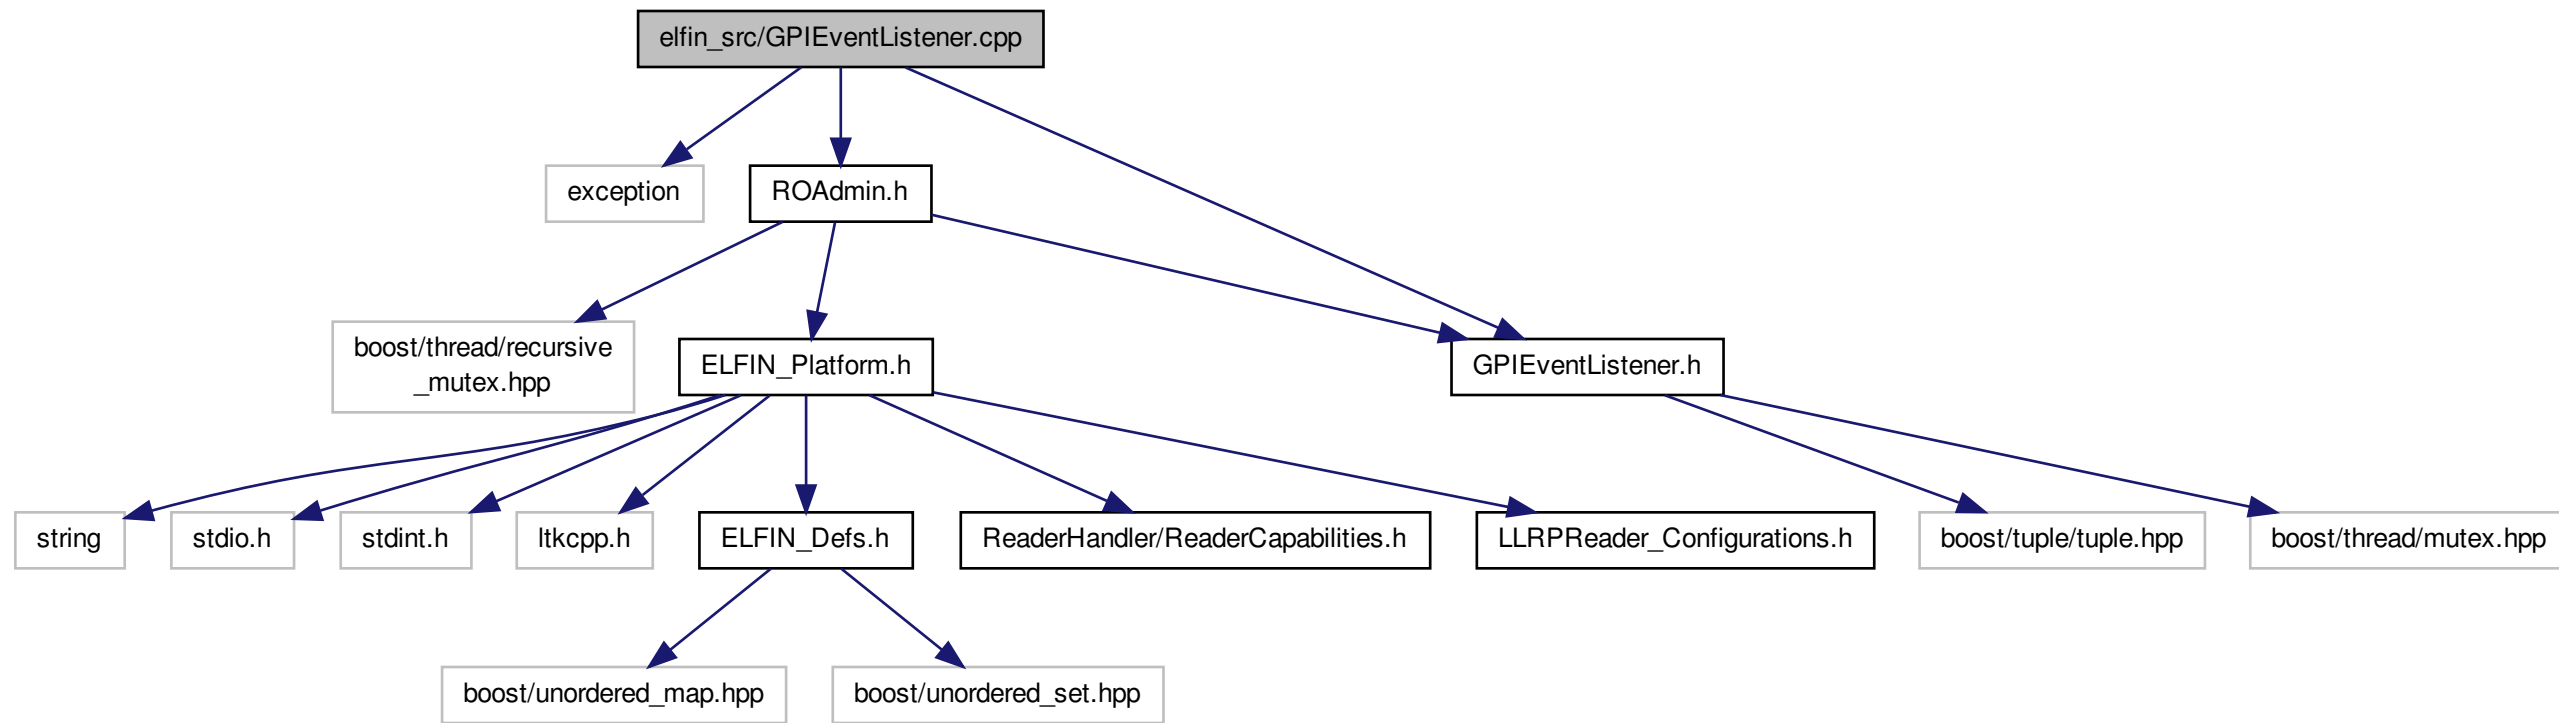 elfin_src/GPIEventListener.cpp
exception
ROAdmin.h
boost/thread/recursive
_mutex.hpp
ELFIN_Platform.h
GPIEventListener.h
string
stdio.h
stdint.h
ltkcpp.h
ELFIN_Defs.h
ReaderHandler/ReaderCapabilities.h
LLRPReader_Configurations.h
boost/tuple/tuple.hpp
boost/thread/mutex.hpp
boost/unordered_map.hpp
boost/unordered_set.hpp